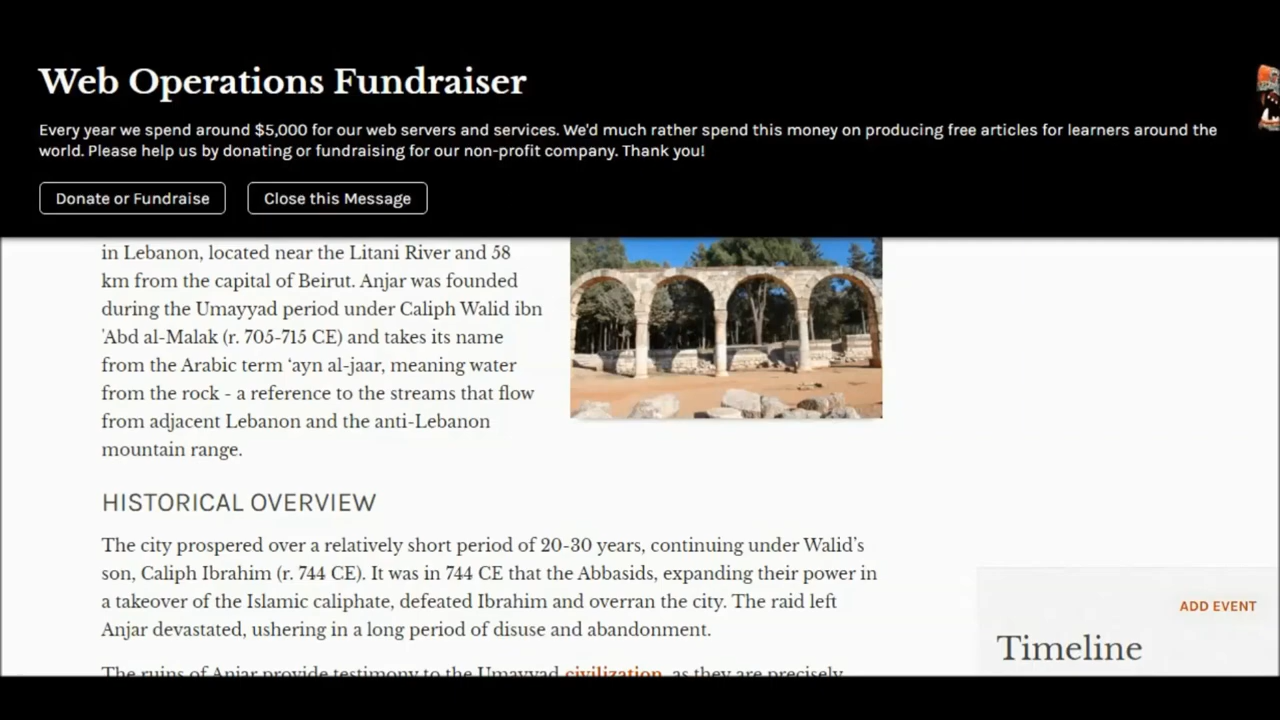 Web Operations Fundraiser
Every year we spend around $5,000 for our web servers and services. We'd much rather spend this money on producing free articles for learners around the
world. Please help us by donating or fundraising for our non-profit company. Thank you!
Donate or Fundraise
Close this Message
in Lebanon, located near the Litani River and 58
km from the capital of Beirut. Anjar was founded
during the Umayyad period under Caliph Walid ibn
'Abd al-Malak (r. 705-715 CE) and takes its name
from the Arabic term ‘ayn al-jaar, meaning water
from the rock - a reference to the streams that flow
from adjacent Lebanon and the anti-Lebanon
mountain range.
HISTORICAL OVERVIEW
The city prospered over a relatively short period of 20-30 years, continuing under Walid’s
son, Caliph Ibrahim (r. 744 CE). It was in 744 CE that the Abbasids, expanding their power in
a takeover of the Islamic caliphate, defeated Ibrahim and overran the city. The raid left
Anjar devastated, ushering in a long period of disuse and abandonment.
The ruins of Anjar provide testimony to the Umayyad civilization, as they are precisely
ADD EVENT
Timeline